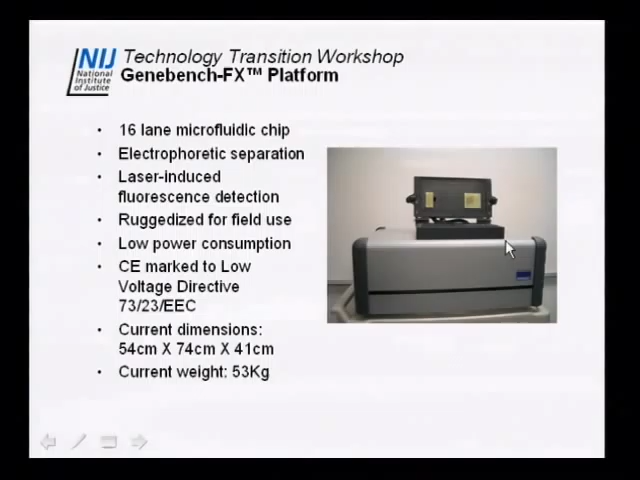 NIJ
National
Institute
of Justice
Technology Transition Workshop
Genebench-FX™ Platform
• 16 lane microfluidic chip
• Electrophoretic separation
• Laser-induced
fluorescence detection
• Ruggedized for field use
• Low power consumption
• CE marked to Low
Voltage Directive
73/23/EEC
• Current dimensions:
54cm X 74cm X 41cm
• Current weight: 53Kg